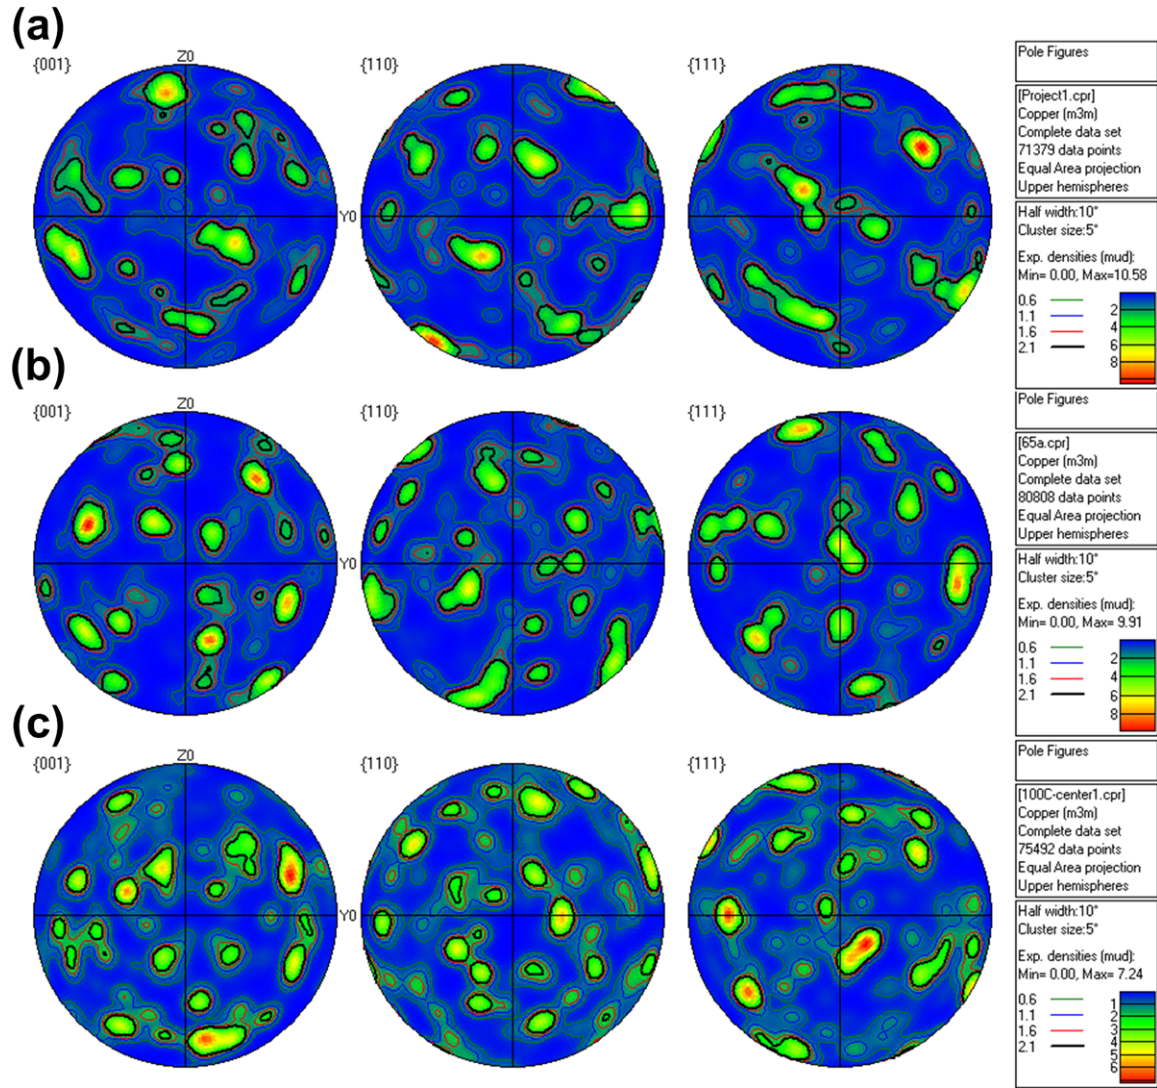 (a)
{001}
Z0
Y0
{110}
{111}
Pole Figures
[Project1.cpr]
Copper (m3m)
Complete data set
71379 data points
Equal Area projection
Upper hemispheres
Half width:10°
Cluster size:5°
Exp. densities (mud):
Min= 0.00, Max=10.58
0.6
1.1
1.6
2.1
2
4
6
8
(b)
{001}
Z0
Y0
{110}
{111}
Pole Figures
[65a.cpr]
Copper (m3m)
Complete data set
80808 data points
Equal Area projection
Upper hemispheres
Half width:10°
Cluster size:5°
Exp. densities (mud):
Min= 0.00, Max= 9.91
0.6
1.1
1.6
2.1
2
4
6
8
(c)
{001}
Z0
Y0
{110}
{111}
Pole Figures
[100C-center1.cpr]
Copper (m3m)
Complete data set
75492 data points
Equal Area projection
Upper hemispheres
Half width:10°
Cluster size:5°
Exp. densities (mud):
Min= 0.00, Max= 7.24
0.6
1.1
1.6
2.1
1
2
3
4
5
6